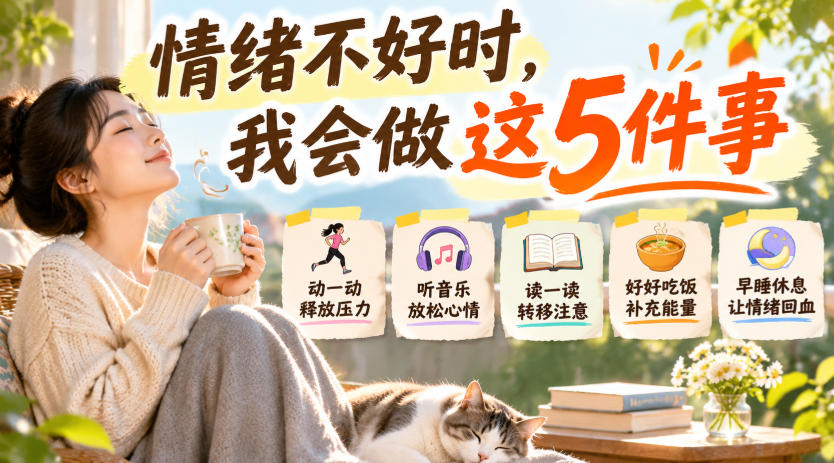 情绪不好时，
我会做这5件事
动一动
释放压力
听音乐
放松心情
读一读
转移注意
好好吃饭
补充能量
早睡休息
让情绪回血